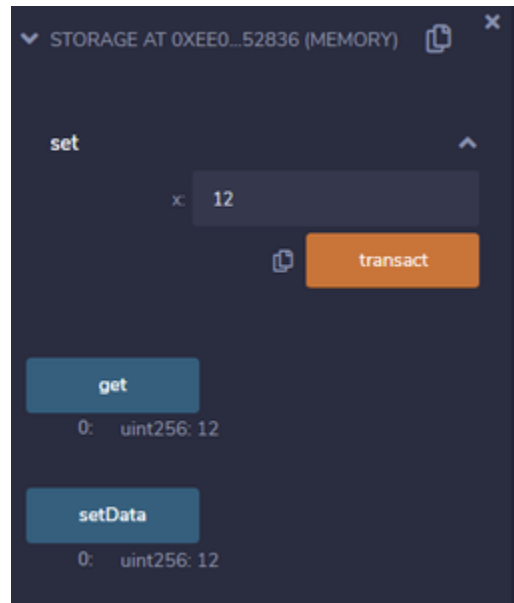 STORAGE AT 0XEE0...52836 (MEMORY)
set
x: 12
transact
get
0: uint256: 12
setData
0: uint256: 12